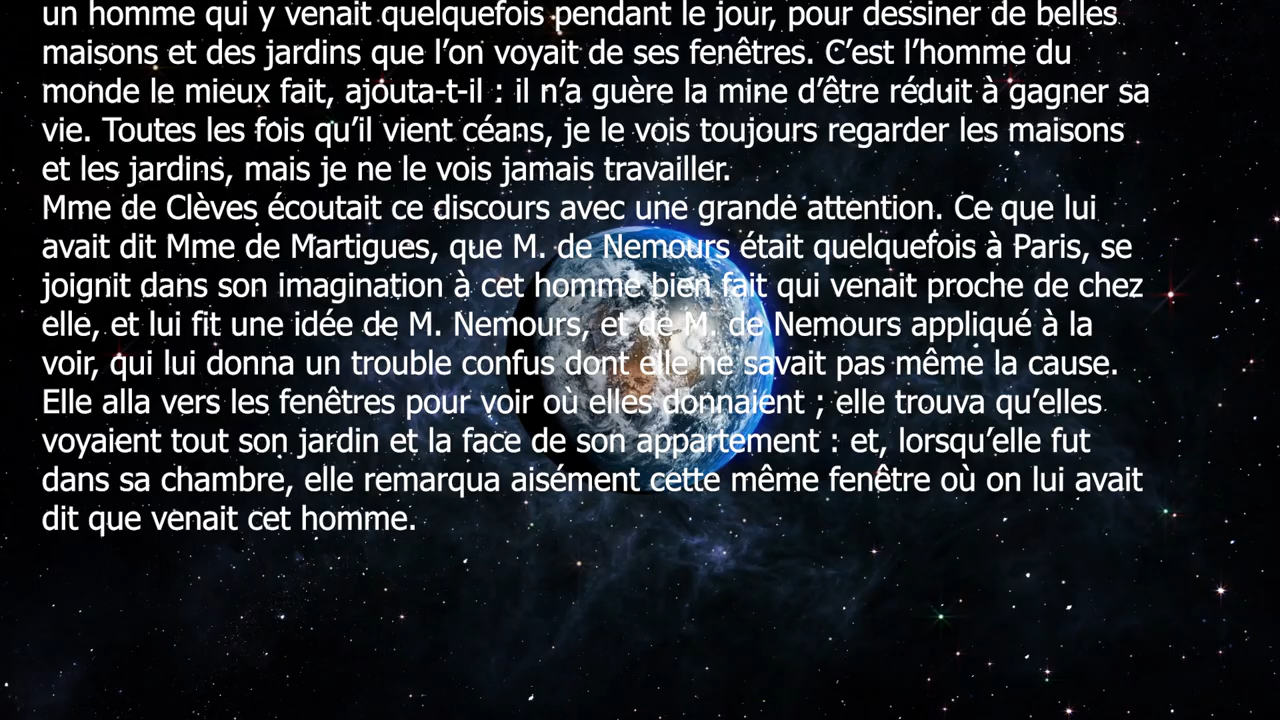 un homme qui y venait quelquefois pendant le jour, pour dessiner de belles
maisons et des jardins que l’on voyait de ses fenêtres. C’est l’homme du
monde le mieux fait, ajouta-t-il : il n’a guère la mine d’être réduit à gagner sa
vie. Toutes les fois qu’il vient céans, je le vois toujours regarder les maisons
et les jardins, mais je ne le vois jamais travailler.
Mme de Clèves écoutait ce discours avec une grande attention. Ce que lui
avait dit Mme de Martigues, que M. de Nemours était quelquefois à Paris, se
joignit dans son imagination à cet homme bien fait qui venait proche de chez
elle, et lui fit une idée de M. Nemours, et de M. de Nemours appliqué à la
voir, qui lui donna un trouble confus dont elle ne savait pas même la cause.
Elle alla vers les fenêtres pour voir où elles donnaient ; elle trouva qu’elles
voyaient tout son jardin et la face de son appartement : et, lorsqu’elle fut
dans sa chambre, elle remarqua aisément cette même fenêtre où on lui avait
dit que venait cet homme.